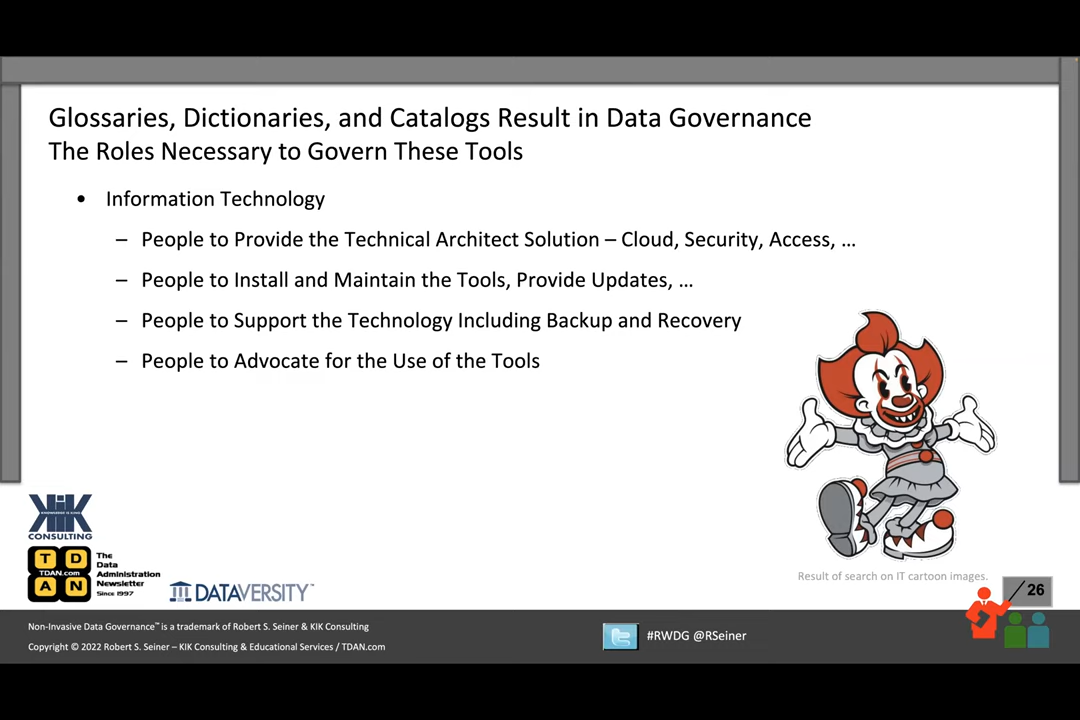 Glossaries, Dictionaries, and Catalogs Result in Data Governance
The Roles Necessary to Govern These Tools
• Information Technology
– People to Provide the Technical Architect Solution – Cloud, Security, Access, ...
– People to Install and Maintain the Tools, Provide Updates, ...
– People to Support the Technology Including Backup and Recovery
– People to Advocate for the Use of the Tools
KIK
KNOWLEDGE IS KING
CONSULTING
T D
TDAN.com
A N
The
Data
Administration
Newsletter
Since 1997
DATAVERSITY™
Result of search on IT cartoon images.
26
Non-Invasive Data Governance™ is a trademark of Robert S. Seiner & KIK Consulting
Copyright © 2022 Robert S. Seiner – KIK Consulting & Educational Services / TDAN.com
#RWDG @RSeiner